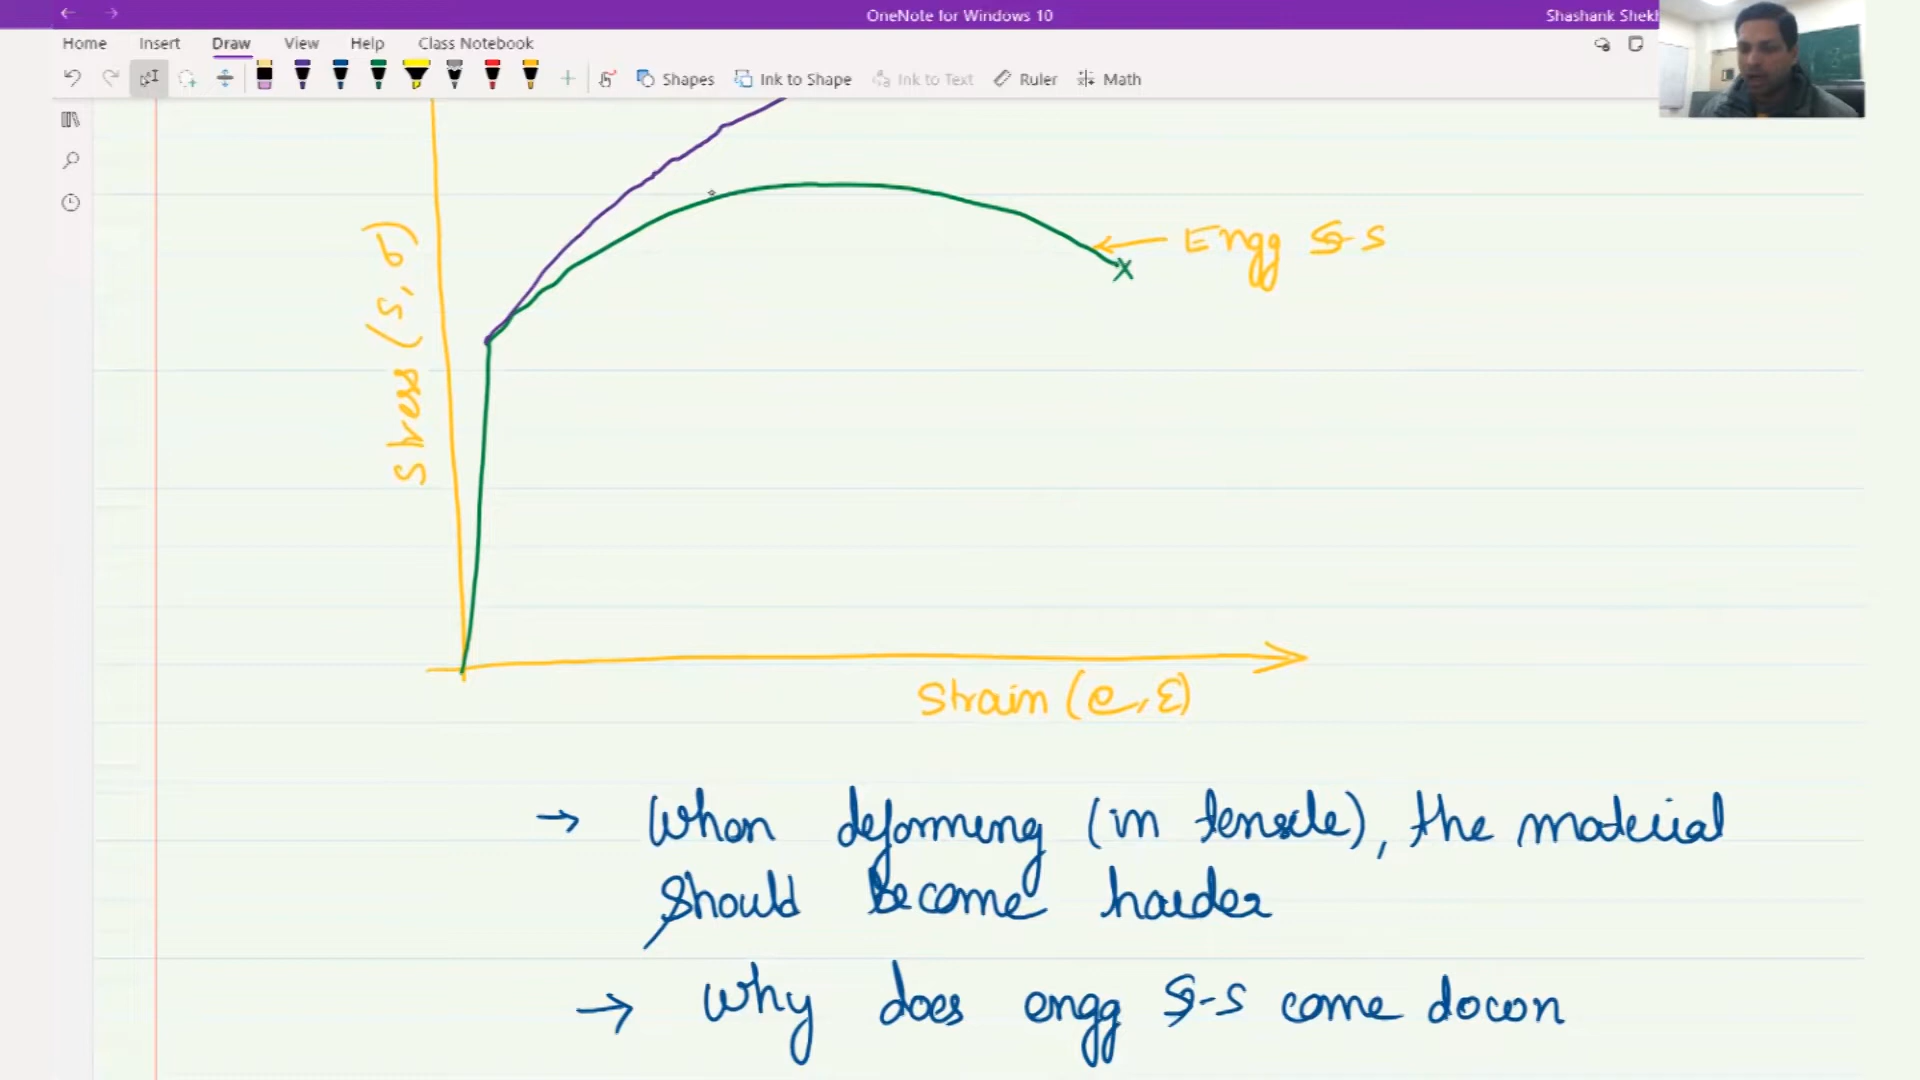 OneNote for Windows 10
Shashank Shekh
Home Insert Draw View Help Class Notebook
Shapes Ink to Shape Ink to Text Ruler Math
Engg S-S
Stress (s, σ)
Strain (e, ε)
→ When deforming (in tensile), the material
should become harder
→ Why does engg S-S come down